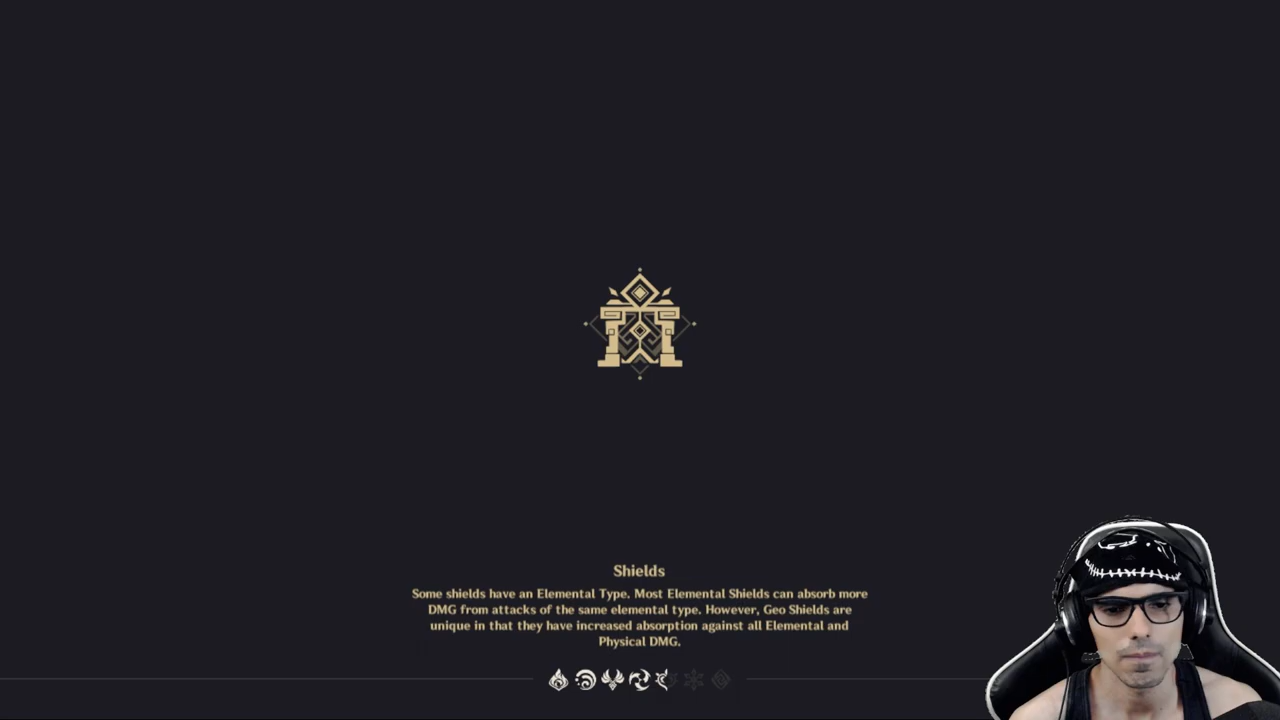 Shields
Some shields have an Elemental Type. Most Elemental Shields can absorb more
DMG from attacks of the same elemental type. However, Geo Shields are
unique in that they have increased absorption against all Elemental and
Physical DMG.